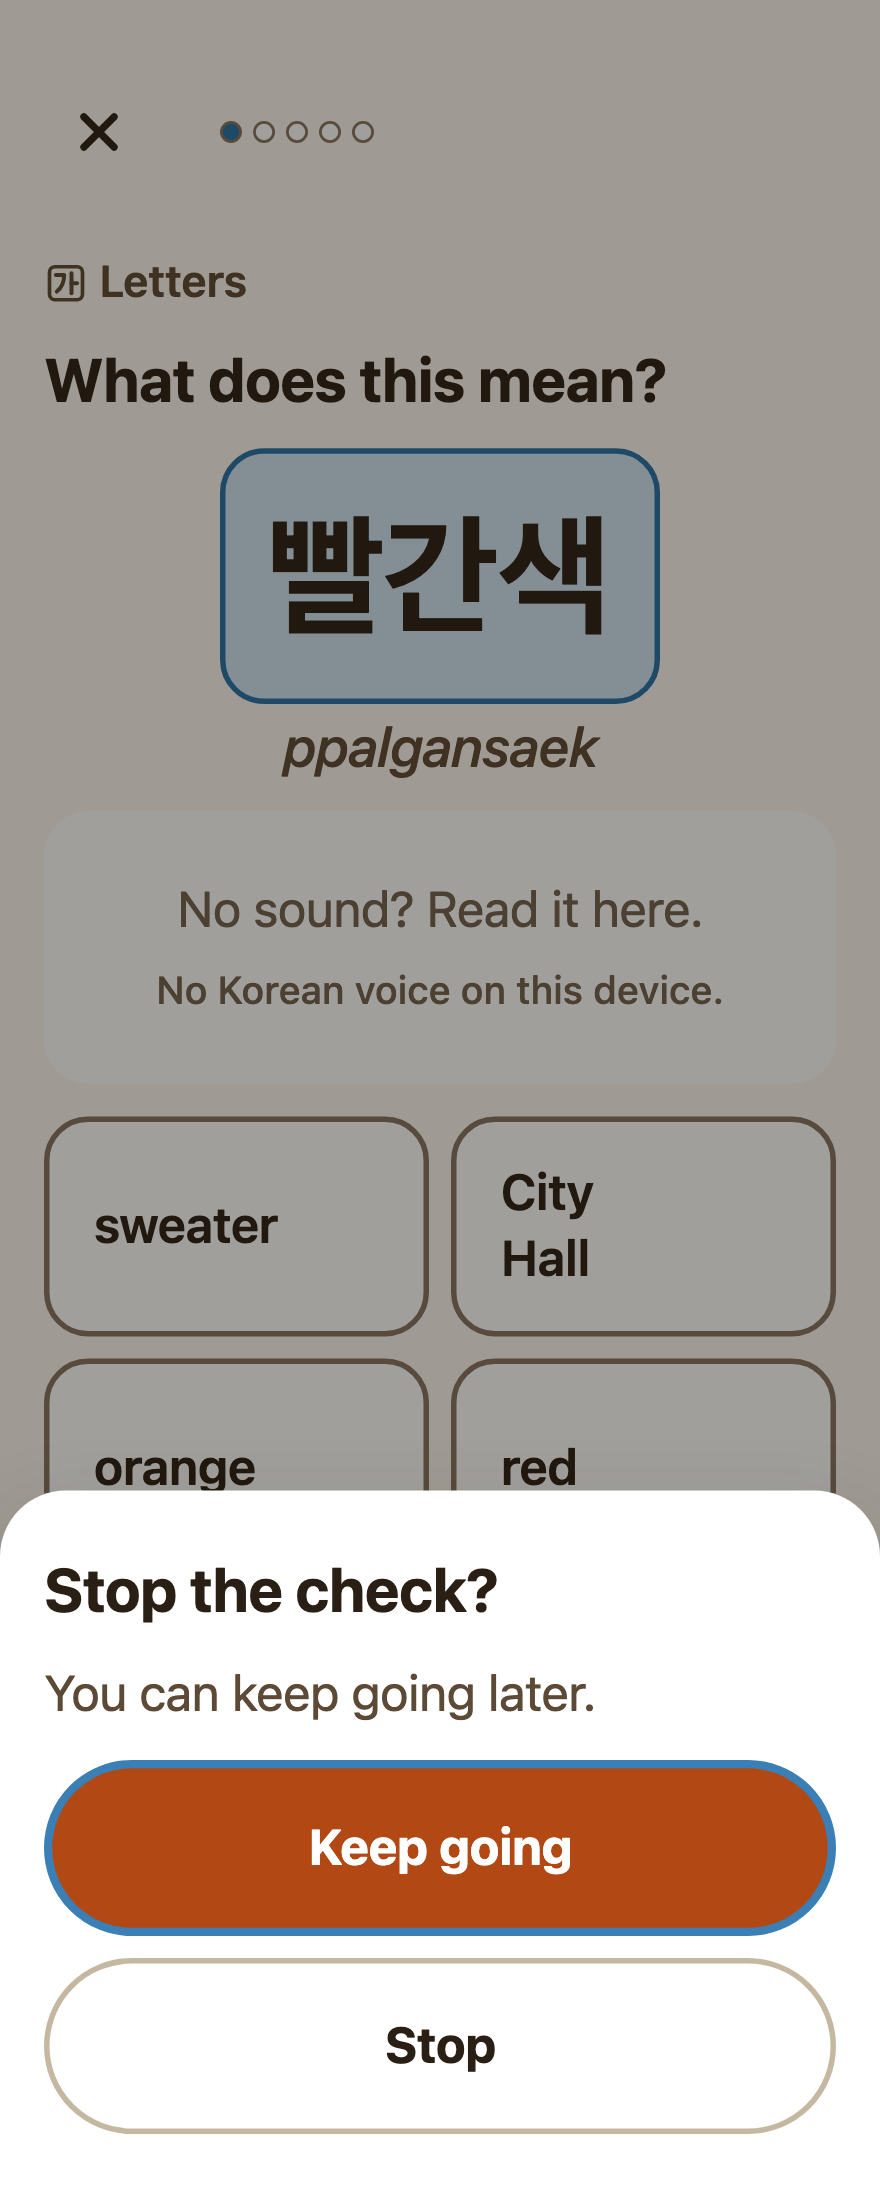 가 Letters
What does this mean?
빨간색
ppalgansaek
No sound? Read it here.
No Korean voice on this device.
sweater
City
Hall
orange
red
Stop the check?
You can keep going later.
Keep going
Stop